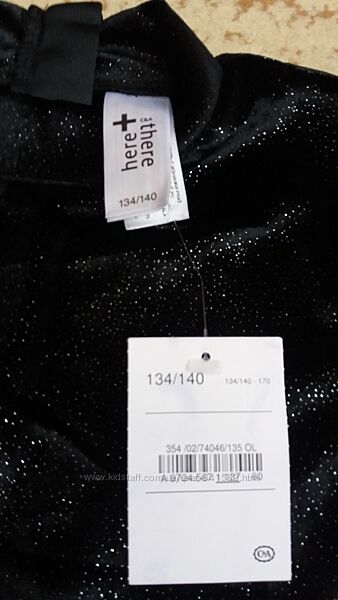 here + there
C&A
134/140
134/140 134/140 - 170
354 /02/74046/135 OL
www.kidstaff.com.ua
C&A